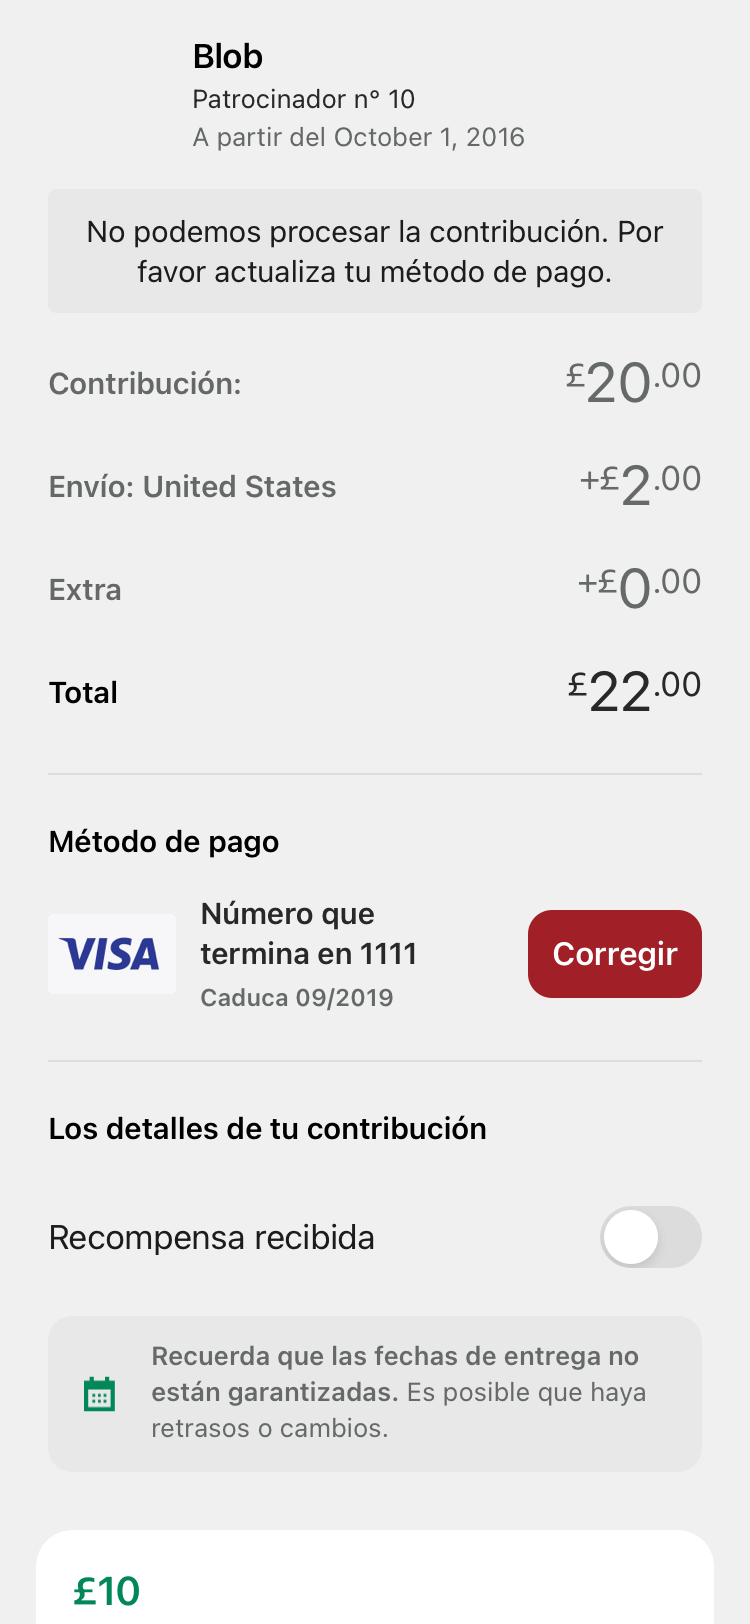 Blob
Patrocinador nº 10
A partir del October 1, 2016
No podemos procesar la contribución. Por
favor actualiza tu método de pago.
Contribución: £20.00
Envío: United States +£2.00
Extra +£0.00
Total £22.00
Método de pago
VISA
Número que
termina en 1111
Caduca 09/2019
Corregir
Los detalles de tu contribución
Recompensa recibida
Recuerda que las fechas de entrega no
están garantizadas. Es posible que haya
retrasos o cambios.
£10